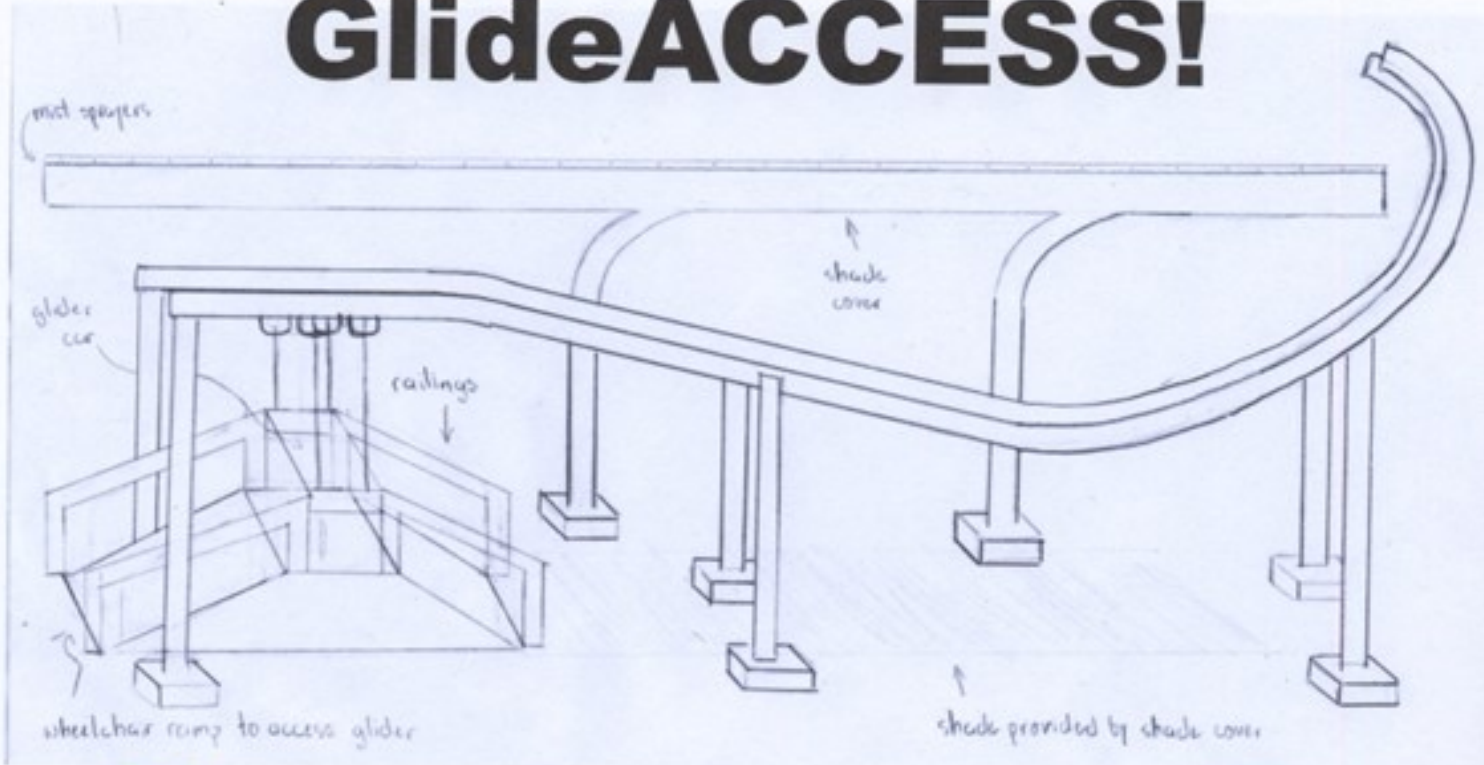 GlideACCESS!
mist sprayers
shade
cover
glider
car
railings
wheelchair ramp to access glider
shade provided by shade cover